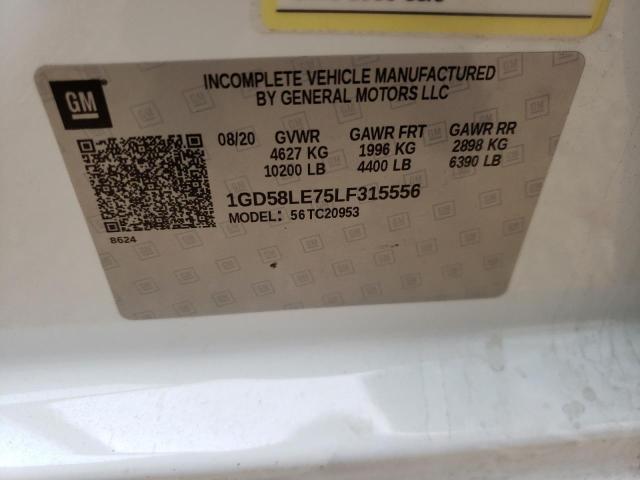 GM
INCOMPLETE VEHICLE MANUFACTURED
BY GENERAL MOTORS LLC
08/20 GVWR GAWR FRT GAWR RR
4627 KG 1996 KG 2898 KG
10200 LB 4400 LB 6390 LB
1GD58LE75LF315556
MODEL: 56TC20953
8624